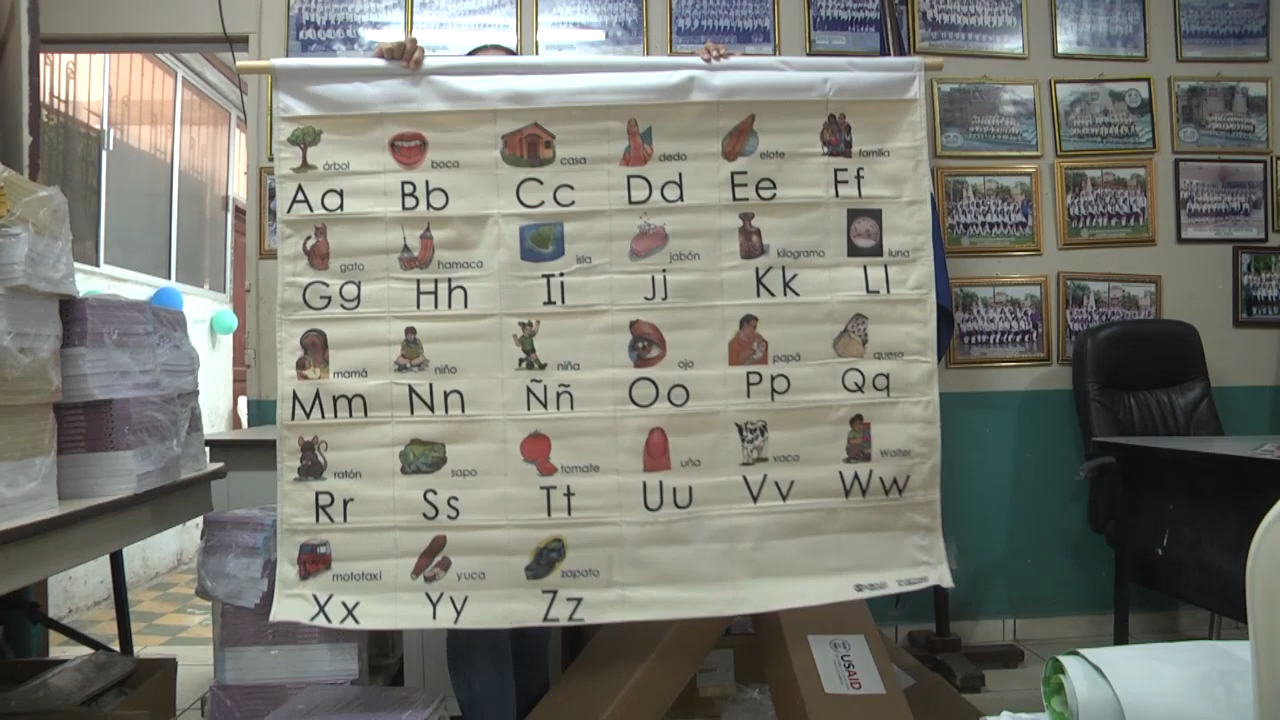 árbol boca casa dedo elote familia
Aa Bb Cc Dd Ee Ff
gato hamaca isla jabón kilogramo luna
Gg Hh Ii Jj Kk Ll
mamá niño niña ojo papá queso
Mm Nn Ññ Oo Pp Qq
ratón sapo tomate uña vaca Walter
Rr Ss Tt Uu Vv Ww
mototaxi yuca zapato
Xx Yy Zz
USAID